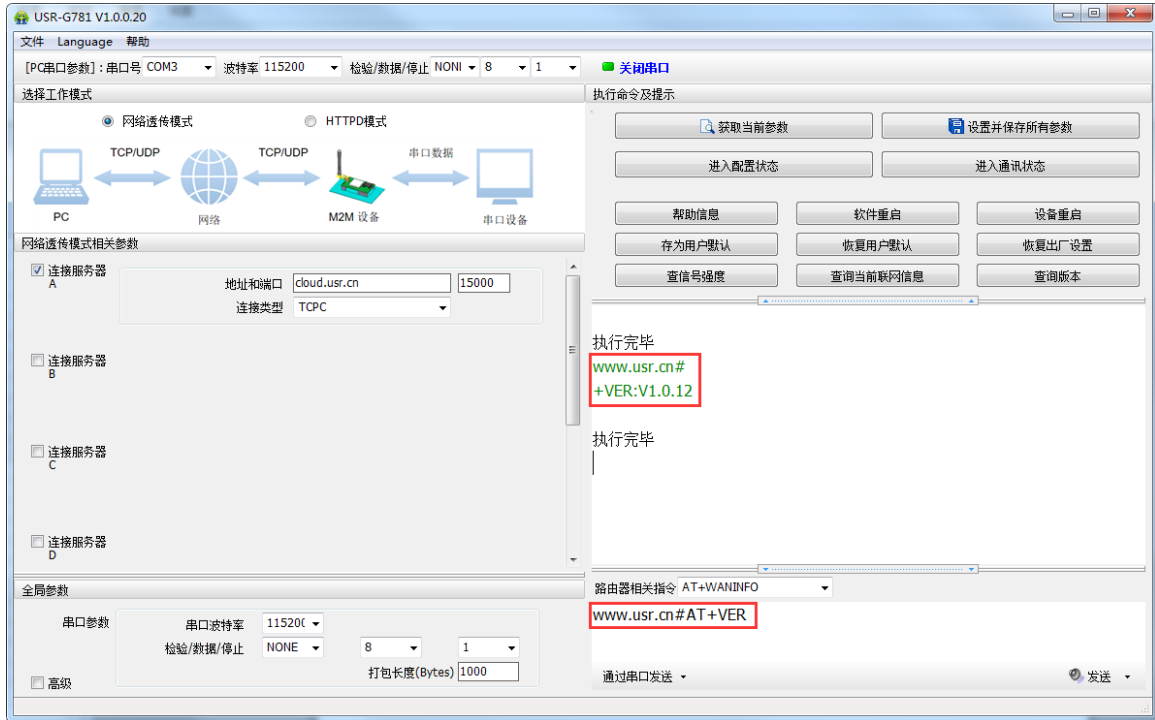 USR-G781 V1.0.0.20
文件 Language 帮助
[PC串口参数]：串口号 COM3 波特率 115200 检验/数据/停止 NONI 8 1 关闭串口
选择工作模式
网络透传模式 HTTPD模式
TCP/UDP TCP/UDP 串口数据
PC 网络 M2M 设备 串口设备
网络透传模式相关参数
连接服务器
A
地址和端口 cloud.usr.cn 15000
连接类型 TCPC
连接服务器
B
连接服务器
C
连接服务器
D
全局参数
串口参数 串口波特率 11520(
检验/数据/停止 NONE 8 1
打包长度(Bytes) 1000
高级
执行命令及提示
获取当前参数 设置并保存所有参数
进入配置状态 进入通讯状态
帮助信息 软件重启 设备重启
存为用户默认 恢复用户默认 恢复出厂设置
查信号强度 查询当前联网信息 查询版本
执行完毕
www.usr.cn#
+VER:V1.0.12
执行完毕
路由器相关指令 AT+WANINFO
www.usr.cn#AT+VER
通过串口发送 发送